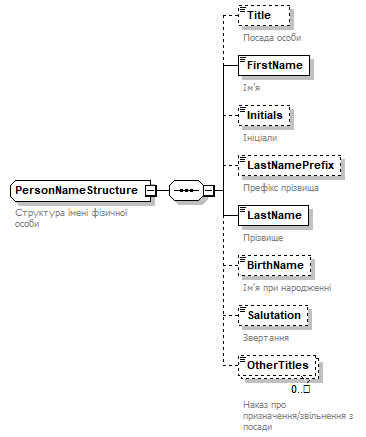 Title
Посада особи
FirstName
Ім'я
Initials
Ініціали
LastNamePrefix
Префікс прізвища
PersonNameStructure
Структура імені фізичної
особи
LastName
Прізвище
BirthName
Ім'я при народженні
Salutation
Звертання
OtherTitles
0..
Наказ про
призначення/звільнення з
посади